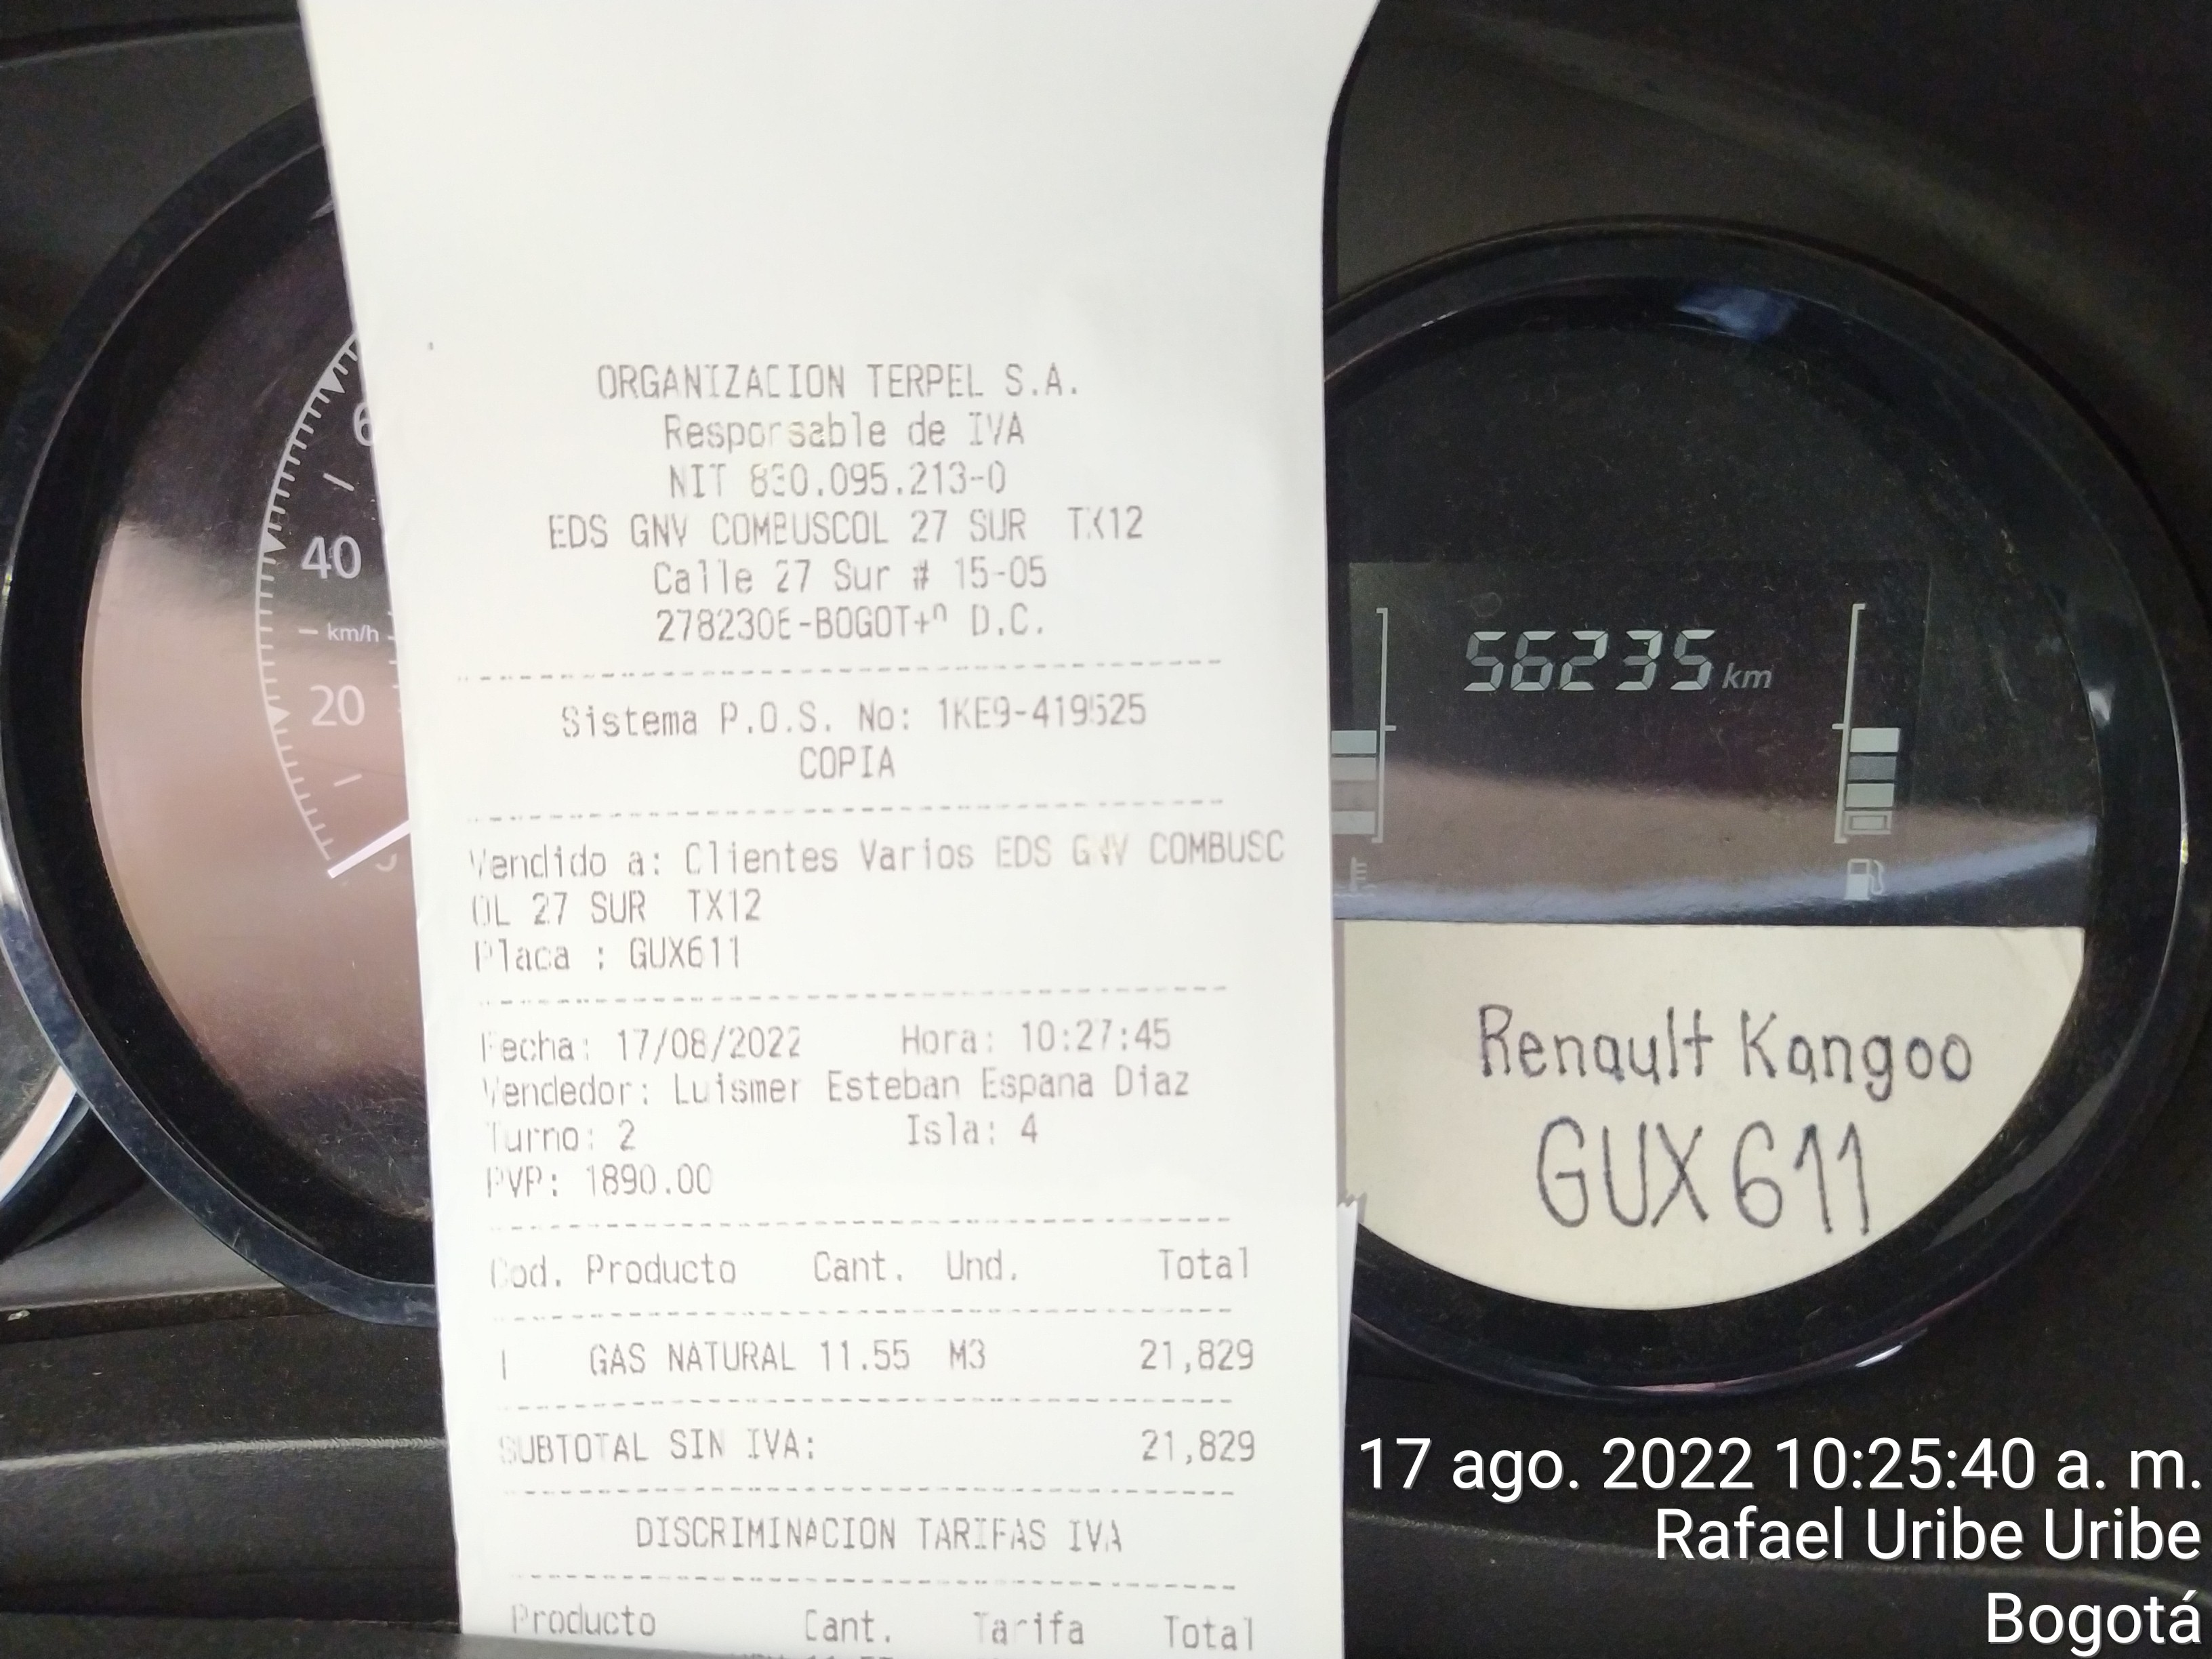 ORGANIZACION TERPEL S.A.
Responsable de IVA
NIT 830.095.213-0
EDS GNV COMBUSCOL 27 SUR TX12
Calle 27 Sur # 15-05
2782306-BOGOT+ⁿ D.C.
Sistema P.O.S. No: 1KE9-419525
COPIA
Vendido a: Clientes Varios EDS GNV COMBUSC
OL 27 SUR TX12
Placa : GUX611
Fecha: 17/08/2022 Hora: 10:27:45
Vendedor: Luismer Esteban Espana Diaz
Turno: 2 Isla: 4
PVP: 1890.00
Cod. Producto Cant. Und. Total
1 GAS NATURAL 11.55 M3 21,829
SUBTOTAL SIN IVA: 21,829
DISCRIMINACION TARIFAS IVA
Producto Cant. Tarifa Total
40
km/h
20
56235 km
Renault Kangoo
GUX 611
17 ago. 2022 10:25:40 a. m.
Rafael Uribe Uribe
Bogotá